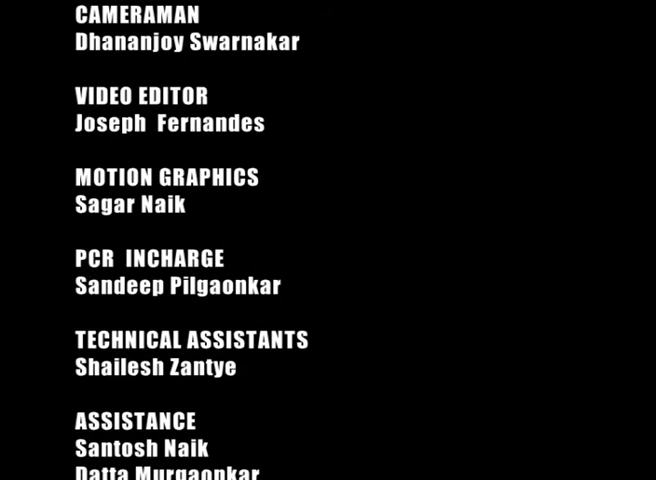 CAMERAMAN
Dhananjoy Swarnakar
VIDEO EDITOR
Joseph Fernandes
MOTION GRAPHICS
Sagar Naik
PCR INCHARGE
Sandeep Pilgaonkar
TECHNICAL ASSISTANTS
Shailesh Zantye
ASSISTANCE
Santosh Naik
Datta Murgaonkar